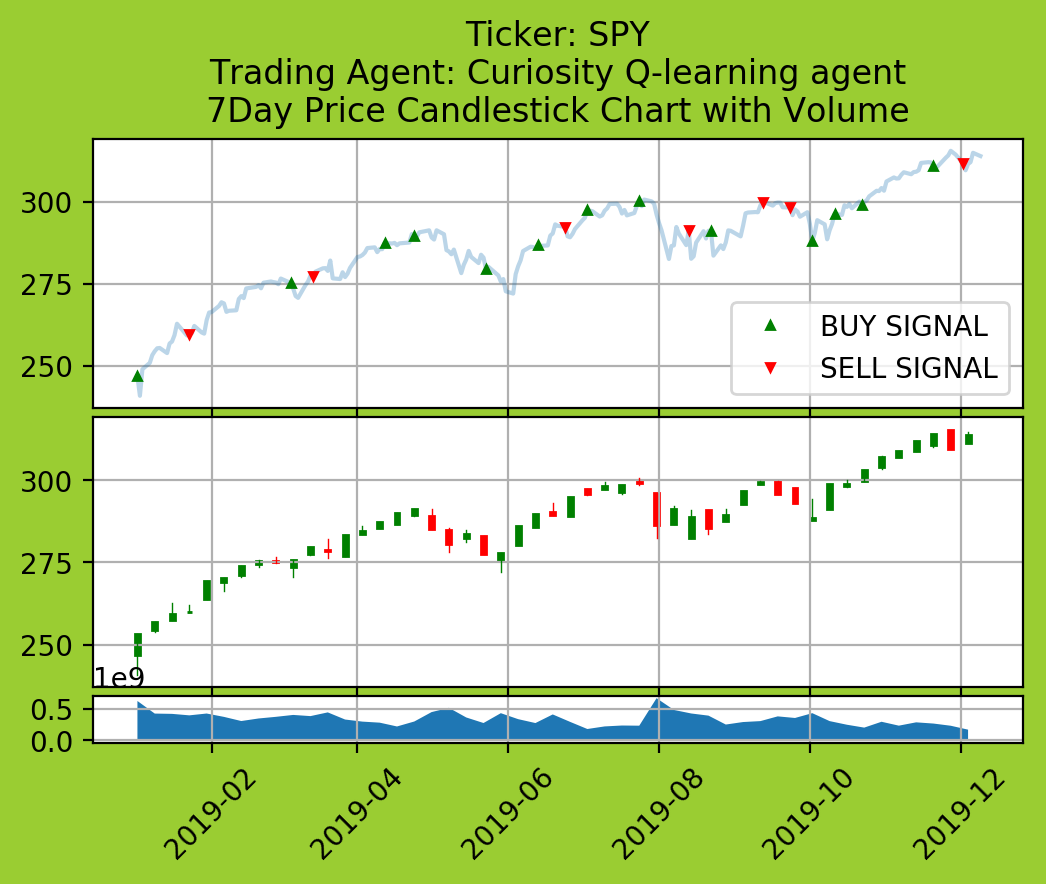 Ticker: SPY
Trading Agent: Curiosity Q-learning agent
7Day Price Candlestick Chart with Volume
300
275
250
BUY SIGNAL
SELL SIGNAL
300
275
250
1e9
0.5
0.0
2019-02
2019-04
2019-06
2019-08
2019-10
2019-12